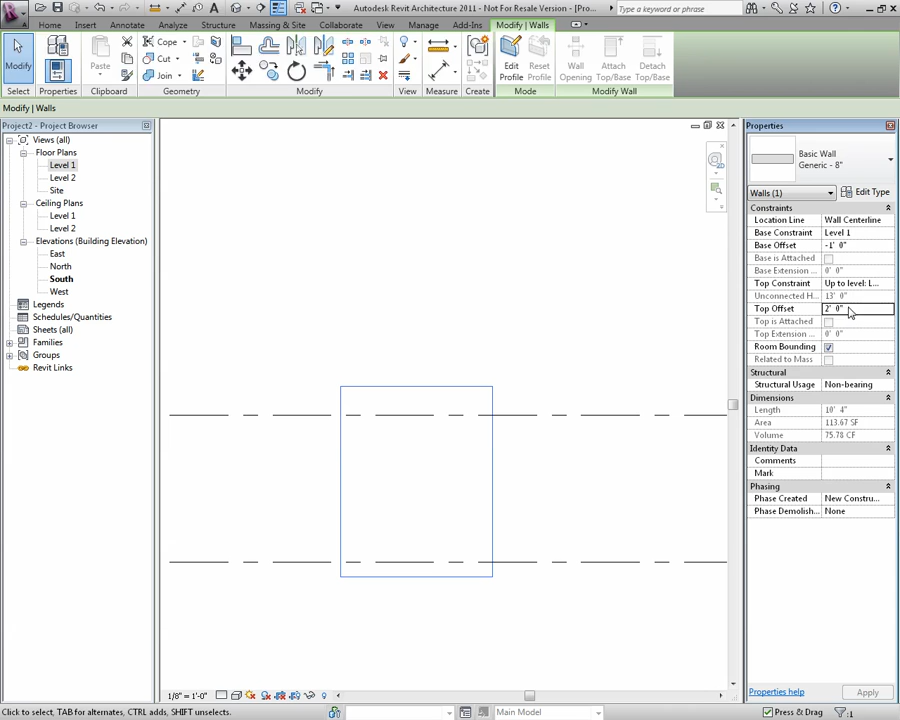 Autodesk Revit Architecture 2011 - Not For Resale Version - [Pro...
Type a keyword or phrase
Home Insert Annotate Analyze Structure Massing & Site Collaborate View Manage Add-Ins Modify | Walls
Modify
Paste
Cope
Cut
Join
Edit Profile
Reset Profile
Wall Opening
Attach Top/Base
Detach Top/Base
Select Properties Clipboard Geometry Modify View Measure Create Mode Modify Wall
Modify | Walls
Project2 - Project Browser
Views (all)
Floor Plans
Level 1
Level 2
Site
Ceiling Plans
Level 1
Level 2
Elevations (Building Elevation)
East
North
South
West
Legends
Schedules/Quantities
Sheets (all)
Families
Groups
Revit Links
Properties
Basic Wall
Generic - 8"
Walls (1) Edit Type
Constraints
Location Line Wall Centerline
Base Constraint Level 1
Base Offset -1' 0"
Base is Attached
Base Extension ... 0' 0"
Top Constraint Up to level: L...
Unconnected H... 13' 0"
Top Offset 2' 0"
Top is Attached
Top Extension ... 0' 0"
Room Bounding
Related to Mass
Structural
Structural Usage Non-bearing
Dimensions
Length 10' 4"
Area 113.67 SF
Volume 75.78 CF
Identity Data
Comments
Mark
Phasing
Phase Created New Constru...
Phase Demolish... None
Properties help Apply
1/8" = 1'-0"
Click to select, TAB for alternates, CTRL adds, SHIFT unselects.
Main Model
Press & Drag
:1